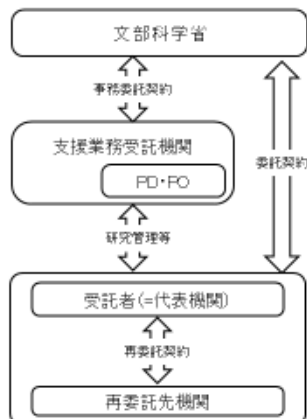 文部科学省
事務委託契約
支援業務受託機関
PD・PO
委託契約
研究管理等
受託者(=代表機関)
再委託契約
再委託先機関